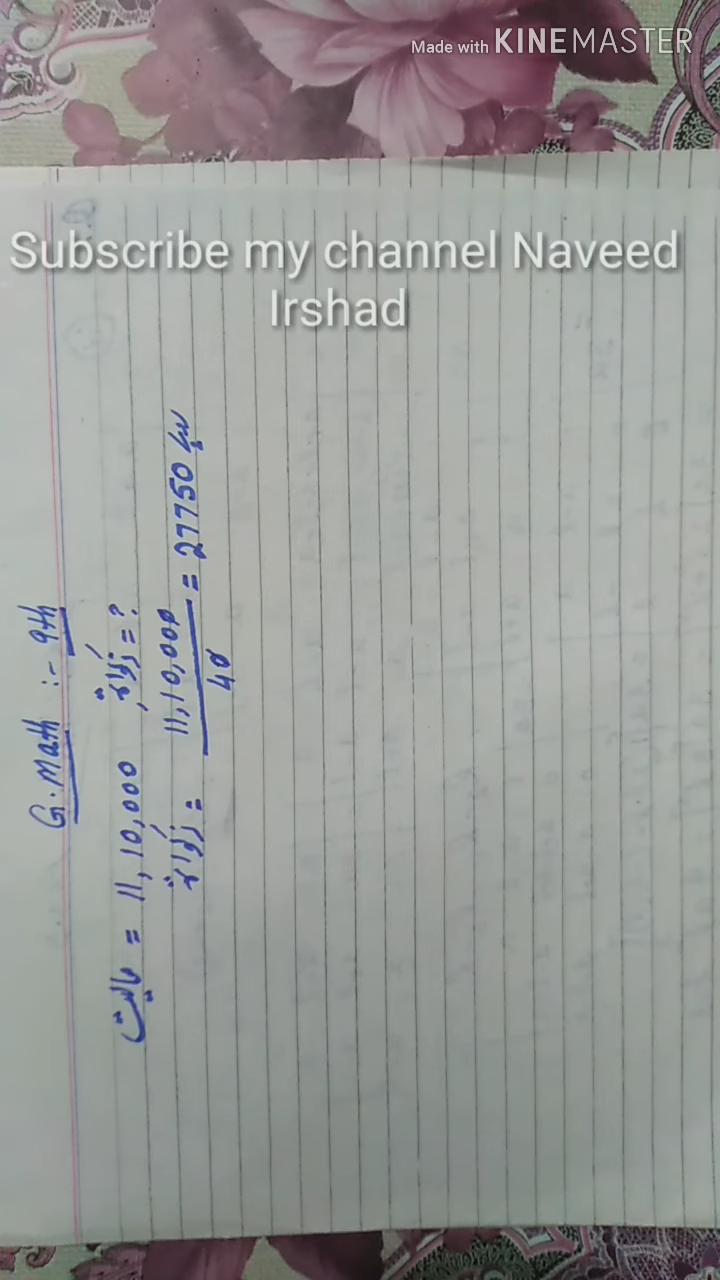 Made with KINEMASTER
Subscribe my channel Naveed
Irshad
G. Math :- 9th
مالیت = 11,10,000 , زکوٰۃ = ?
زکوٰۃ = 11,10,000 / 40 = 27750 روپے